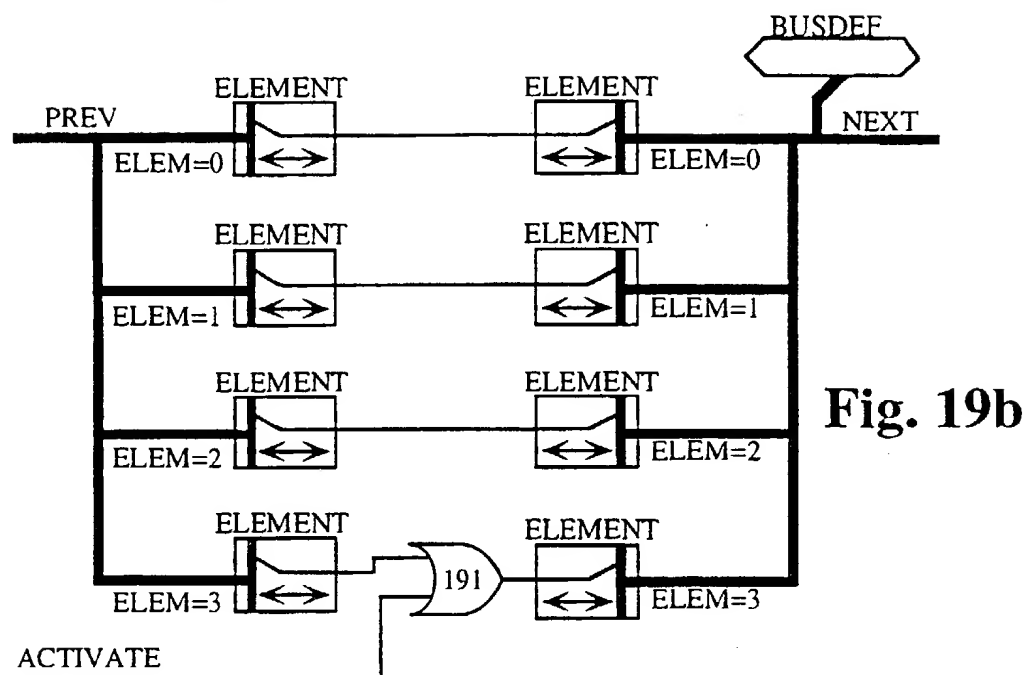 BUSDEF
ELEMENT ELEMENT
PREV NEXT
ELEM=0 ELEM=0
ELEMENT ELEMENT
ELEM=1 ELEM=1
ELEMENT ELEMENT
Fig. 19b
ELEM=2 ELEM=2
ELEMENT ELEMENT
191
ELEM=3 ELEM=3
ACTIVATE